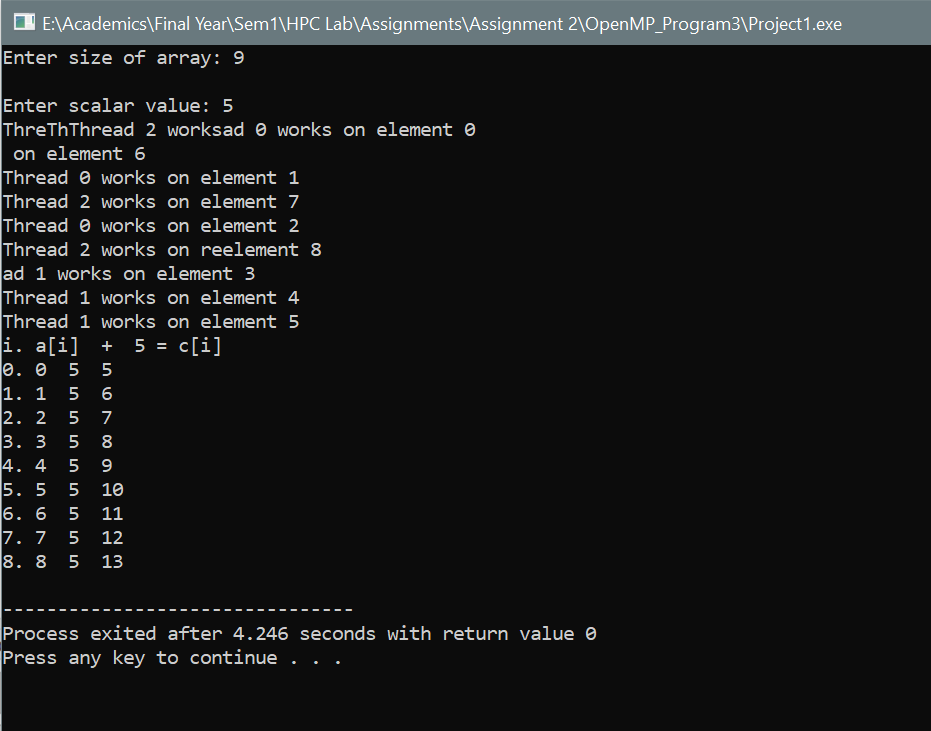 E:\Academics\Final Year\Sem1\HPC Lab\Assignments\Assignment 2\OpenMP_Program3\Project1.exe
Enter size of array: 9
Enter scalar value: 5
ThreThThread 2 worksad 0 works on element 0
 on element 6
Thread 0 works on element 1
Thread 2 works on element 7
Thread 0 works on element 2
Thread 2 works on reelement 8
ad 1 works on element 3
Thread 1 works on element 4
Thread 1 works on element 5
i. a[i]  +  5 = c[i]
0. 0  5  5
1. 1  5  6
2. 2  5  7
3. 3  5  8
4. 4  5  9
5. 5  5  10
6. 6  5  11
7. 7  5  12
8. 8  5  13
--------------------------------
Process exited after 4.246 seconds with return value 0
Press any key to continue . . .